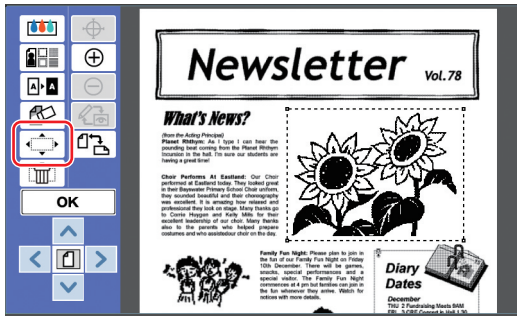 Newsletter Vol. 78
What's News?
(from the Acting Principal)
Planet Rhthym: As I type I can hear the
pounding beat coming from the Planet Rhthym
Incursion in the hall. I'm sure our students are
having a great time!
Choir Performs At Eastland: Our Choir
performed at Eastland today. They looked great
in their Bayswater Primary School Choir uniform,
they sounded beautiful and their choreography
was excellent. It is amazing how relaxed and
professional they look on stage. Many thanks go
to Corrie Huygon and Kelly Mills for their
excellent leadership of our choir. Many thanks
also to the parents who helped prepare
costumes and who assistedour choir on the day.
Family Fun Night: Please plan to join in
the fun of our Family Fun Night on Friday
10th December. There will be games,
snacks, special performances and a
special visitor. The Family Fun Night
commences at 4 pm but families can join in
the fun whenever they arrive. Watch for
notices with more details.
Diary
Dates
December
THU 2 Fundraising Meets 9AM
A A
OK